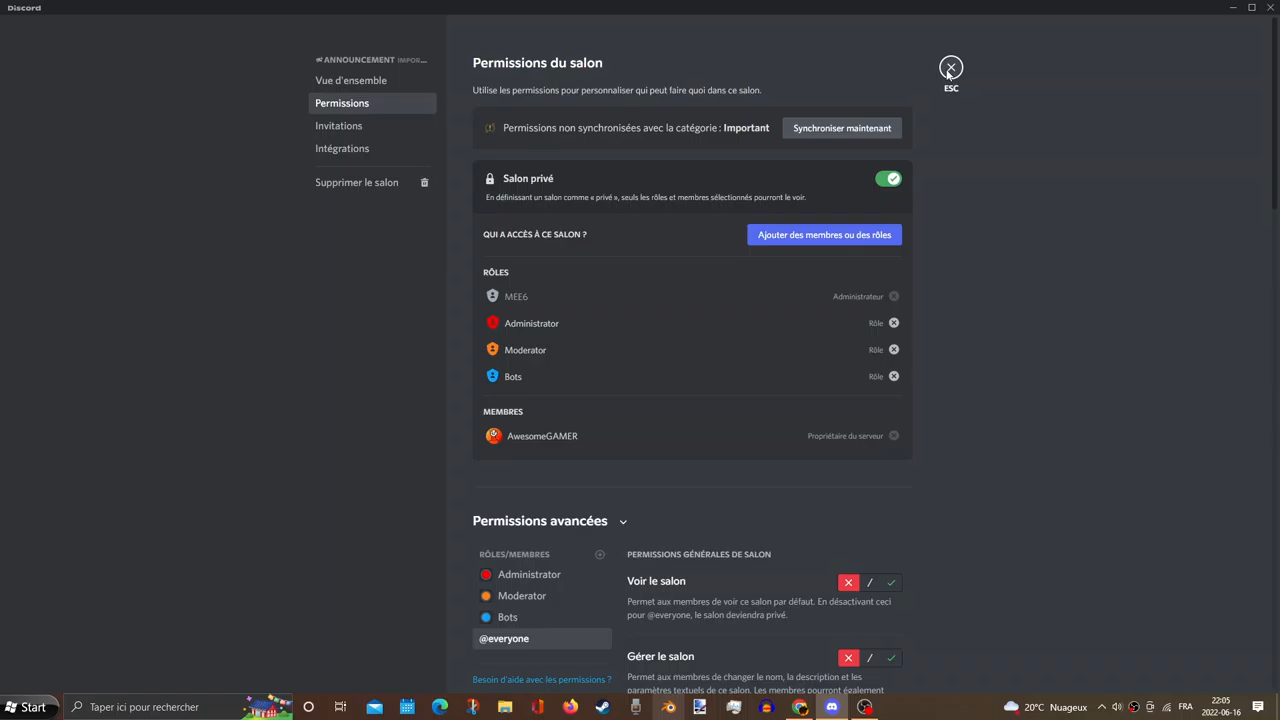 Discord
ANNOUNCEMENT IMPOR...
Vue d'ensemble
Permissions
Invitations
Intégrations
Supprimer le salon
Permissions du salon
Utilise les permissions pour personnaliser qui peut faire quoi dans ce salon.
Permissions non synchronisées avec la catégorie : Important
Synchroniser maintenant
Salon privé
En définissant un salon comme « privé », seuls les rôles et membres sélectionnés pourront le voir.
QUI A ACCÈS À CE SALON ?
Ajouter des membres ou des rôles
RÔLES
MEE6 Administrateur
Administrator Rôle
Moderator Rôle
Bots Rôle
MEMBRES
AwesomeGAMER Propriétaire du serveur
ESC
Permissions avancées
RÔLES/MEMBRES
Administrator
Moderator
Bots
@everyone
Besoin d'aide avec les permissions ?
PERMISSIONS GÉNÉRALES DE SALON
Voir le salon
Permet aux membres de voir ce salon par défaut. En désactivant ceci
pour @everyone, le salon deviendra privé.
Gérer le salon
Permet aux membres de changer le nom, la description et les
paramètres textuels de ce salon. Les membres pourront également
Start
Taper ici pour rechercher
20°C Nuageux
FRA
22:05
2022-06-16